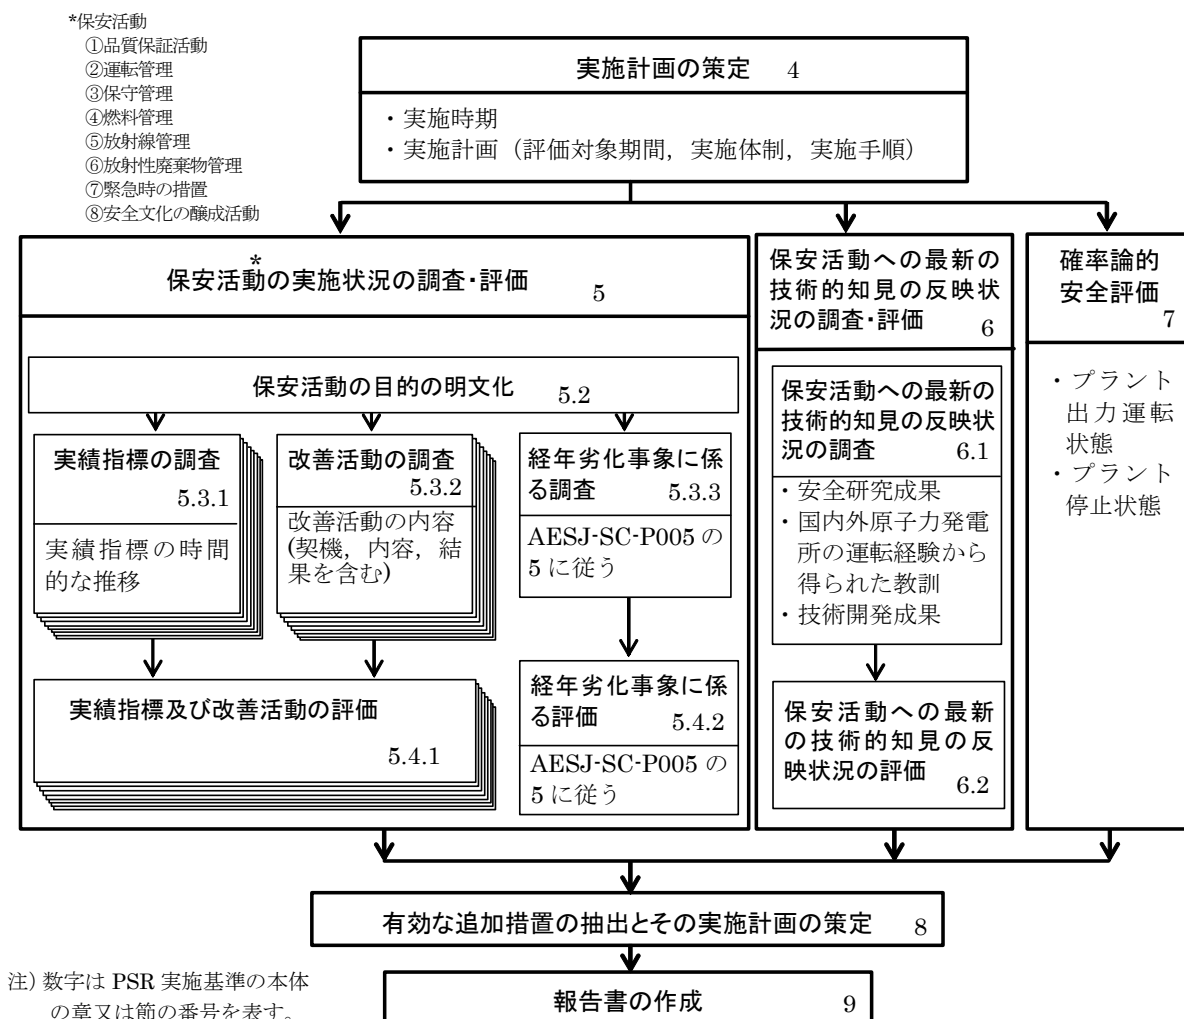 *保安活動
①品質保証活動
②運転管理
③保守管理
④燃料管理
⑤放射線管理
⑥放射性廃棄物管理
⑦緊急時の措置
⑧安全文化の醸成活動
実施計画の策定 4
・実施時期
・実施計画（評価対象期間，実施体制，実施手順）
*
保安活動の実施状況の調査・評価 5
保安活動の目的の明文化 5.2
実績指標の調査
5.3.1
実績指標の時間
的な推移
改善活動の調査
5.3.2
改善活動の内容
(契機，内容，結
果を含む)
経年劣化事象に係
る調査 5.3.3
AESJ-SC-P005 の
5 に従う
実績指標及び改善活動の評価
5.4.1
経年劣化事象に係
る評価 5.4.2
AESJ-SC-P005 の
5 に従う
保安活動への最新の
技術的知見の反映状
況の調査・評価 6
保安活動への最新の
技術的知見の反映状
況の調査 6.1
・安全研究成果
・国内外原子力発電
所の運転経験から
得られた教訓
・技術開発成果
保安活動への最新
の技術的知見の反
映状況の評価 6.2
確率論的
安全評価
7
・プラント
出力運転
状態
・プラント
停止状態
有効な追加措置の抽出とその実施計画の策定 8
報告書の作成 9
注) 数字は PSR 実施基準の本体
の章又は節の番号を表す。